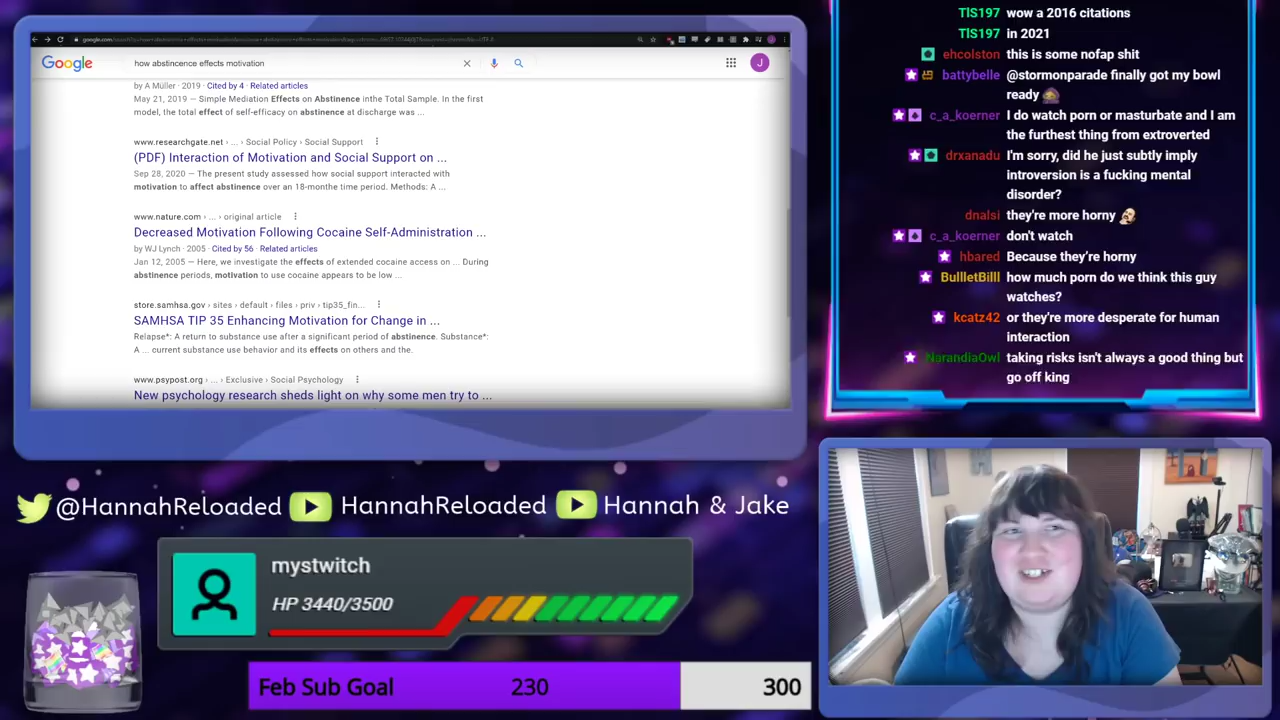 Google
how abstincence effects motivation
J
by A Müller · 2019 · Cited by 4 · Related articles
May 21, 2019 — Simple Mediation Effects on Abstinence inthe Total Sample. In the first
model, the total effect of self-efficacy on abstinence at discharge was ...
www.researchgate.net › ... › Social Policy › Social Support
(PDF) Interaction of Motivation and Social Support on ...
Sep 28, 2020 — The present study assessed how social support interacted with
motivation to affect abstinence over an 18-monthe time period. Methods: A ...
www.nature.com › ... › original article
Decreased Motivation Following Cocaine Self-Administration ...
by WJ Lynch · 2005 · Cited by 56 · Related articles
Jan 12, 2005 — Here, we investigate the effects of extended cocaine access on ... During
abstinence periods, motivation to use cocaine appears to be low ...
store.samhsa.gov › sites › default › files › priv › tip35_fin...
SAMHSA TIP 35 Enhancing Motivation for Change in ...
Relapse*: A return to substance use after a significant period of abstinence. Substance*:
A ... current substance use behavior and its effects on others and the.
www.psypost.org › ... › Exclusive › Social Psychology
New psychology research sheds light on why some men try to ...
TIS197 wow a 2016 citations
TIS197 in 2021
ehcolston this is some nofap shit
battybelle @stormonparade finally got my bowl
ready
c_a_koerner I do watch porn or masturbate and I am
the furthest thing from extroverted
drxanadu I'm sorry, did he just subtly imply
introversion is a fucking mental
disorder?
dnalsi they're more horny
c_a_koerner don't watch
hbared Because they're horny
BullletBilll how much porn do we think this guy
watches?
kcatz42 or they're more desperate for human
interaction
NarandiaOwl taking risks isn't always a good thing but
go off king
@HannahReloaded HannahReloaded Hannah & Jake
mystwitch
HP 3440/3500
Feb Sub Goal 230 300